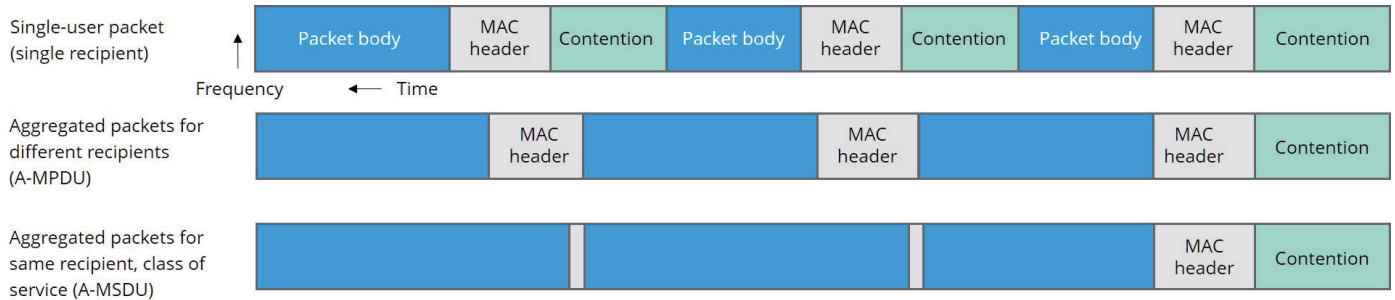 Single-user packet
(single recipient)
Packet body
MAC
header
Contention
Packet body
MAC
header
Contention
Packet body
MAC
header
Contention
Frequency
Time
Aggregated packets for
different recipients
(A-MPDU)
MAC
header
MAC
header
MAC
header
Contention
Aggregated packets for
same recipient, class of
service (A-MSDU)
MAC
header
Contention